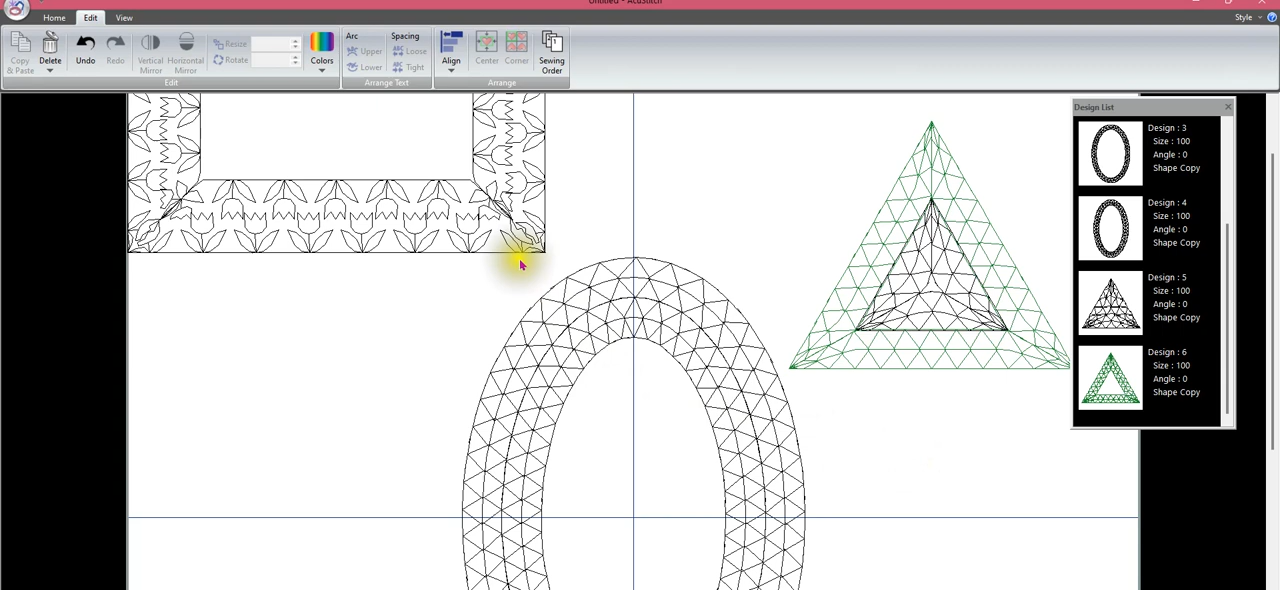 Untitled - AcuStitch
Home Edit View
Style
Copy & Paste
Delete
Undo
Redo
Vertical Mirror
Horizontal Mirror
Resize
Rotate
Colors
Arc
Upper
Lower
Spacing
Loose
Tight
Align
Center
Corner
Sewing Order
Edit
Arrange Text
Arrange
Design List
Design : 3
Size : 100
Angle : 0
Shape Copy
Design : 4
Size : 100
Angle : 0
Shape Copy
Design : 5
Size : 100
Angle : 0
Shape Copy
Design : 6
Size : 100
Angle : 0
Shape Copy